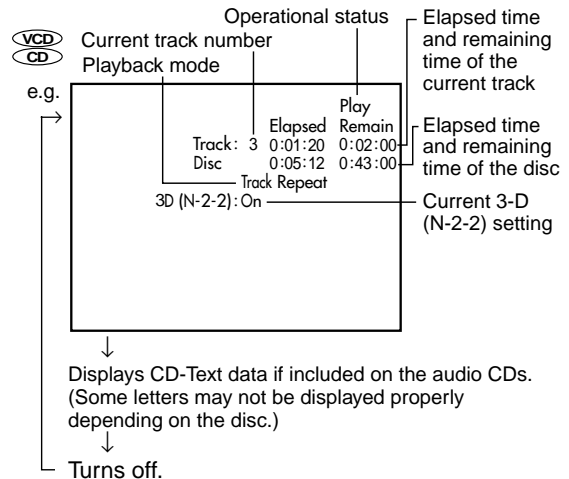 Operational status
VCD
CD
Current track number
Playback mode
Elapsed time
and remaining
time of the
current track
e.g.
Play
Elapsed Remain
Track: 3 0:01:20 0:02:00
Disc 0:05:12 0:43:00
Track Repeat
3D (N-2-2): On
Elapsed time
and remaining
time of the disc
Current 3-D
(N-2-2) setting
Displays CD-Text data if included on the audio CDs.
(Some letters may not be displayed properly
depending on the disc.)
Turns off.